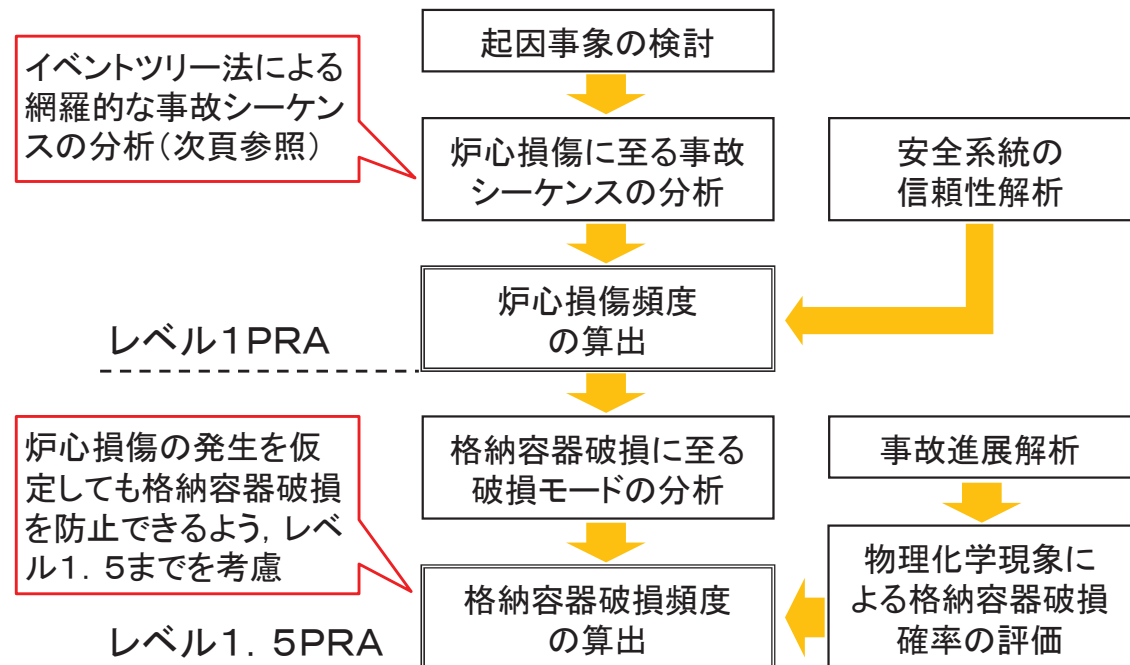 起因事象の検討
イベントツリー法による
網羅的な事故シーケン
スの分析(次頁参照)
炉心損傷に至る事故
シーケンスの分析
安全系統の
信頼性解析
炉心損傷頻度
の算出
レベル1PRA
炉心損傷の発生を仮
定しても格納容器破損
を防止できるよう, レベ
ル1. 5までを考慮
格納容器破損に至る
破損モードの分析
事故進展解析
物理化学現象に
よる格納容器破損
確率の評価
格納容器破損頻度
の算出
レベル1. 5PRA